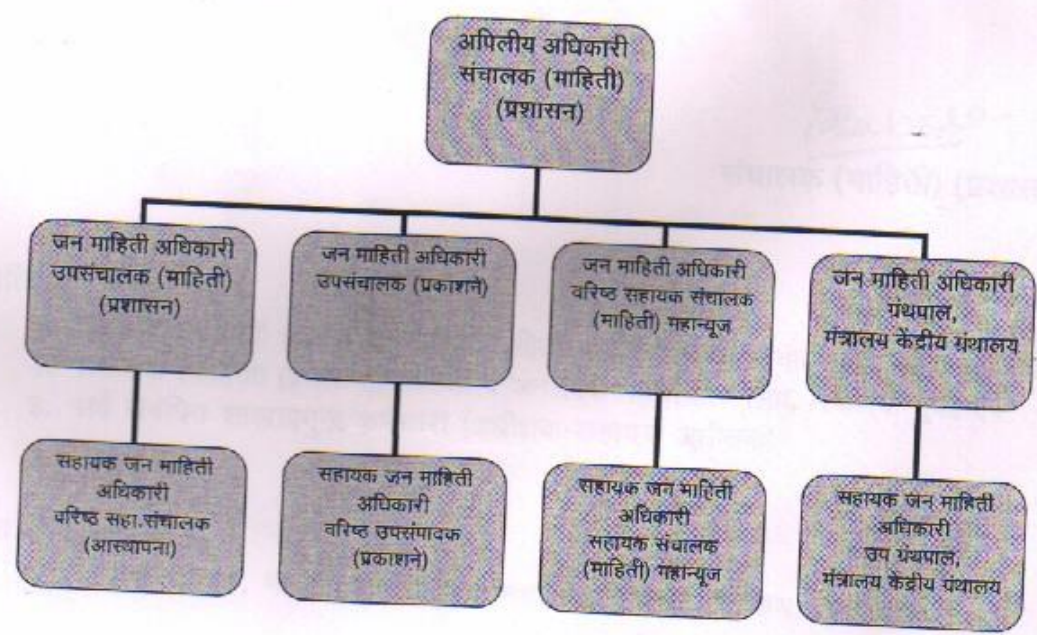 अपिलीय अधिकारी
संचालक (माहिती)
(प्रशासन)
जन माहिती अधिकारी
उपसंचालक (माहिती)
(प्रशासन)
जन माहिती अधिकारी
उपसंचालक (प्रकाशने)
जन माहिती अधिकारी
वरिष्ठ सहायक संचालक
(माहिती) महान्यूज
जन माहिती अधिकारी
ग्रंथपाल,
मंत्रालय केंद्रीय ग्रंथालय
सहायक जन माहिती
अधिकारी
वरिष्ठ सहा.संचालक
(आस्थापना)
सहायक जन माहिती
अधिकारी
वरिष्ठ उपसंपादक
(प्रकाशने)
सहायक जन माहिती
अधिकारी
सहायक संचालक
(माहिती) महान्यूज
सहायक जन माहिती
अधिकारी
उप ग्रंथपाल,
मंत्रालय केंद्रीय ग्रंथालय